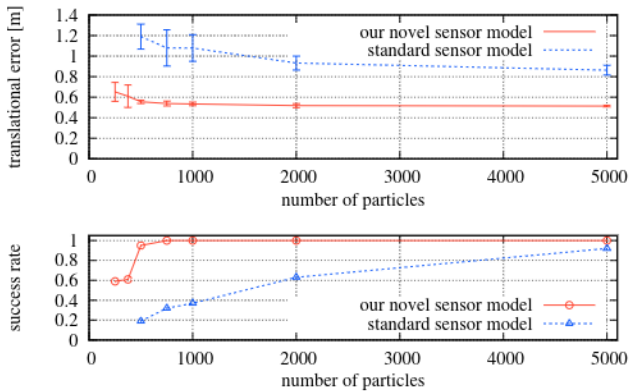 translational error [m]
1.4
1.2
1
0.8
0.6
0.4
0.2
0
our novel sensor model
standard sensor model
0 1000 2000 3000 4000 5000
number of particles
success rate
1
0.8
0.6
0.4
0.2
0
our novel sensor model
standard sensor model
0 1000 2000 3000 4000 5000
number of particles